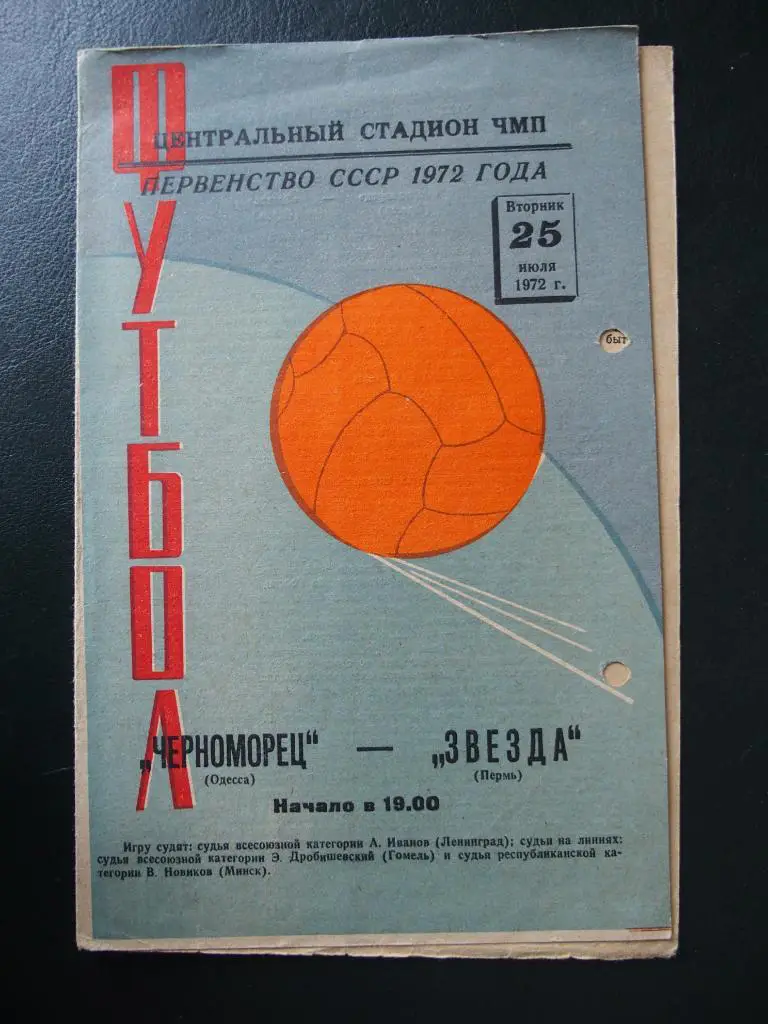 ФУТБОЛ
ЦЕНТРАЛЬНЫЙ СТАДИОН ЧМП
ПЕРВЕНСТВО СССР 1972 ГОДА
Вторник
25
июля
1972 г.
быт
„ЧЕРНОМОРЕЦ“ — „ЗВЕЗДА“
(Одесса) (Пермь)
Начало в 19.00
Игру судят: судья всесоюзной категории А. Иванов (Ленинград); судьи на линиях:
судья всесоюзной категории Э. Дробишевский (Гомель) и судья республиканской ка-
тегории В. Новиков (Минск).